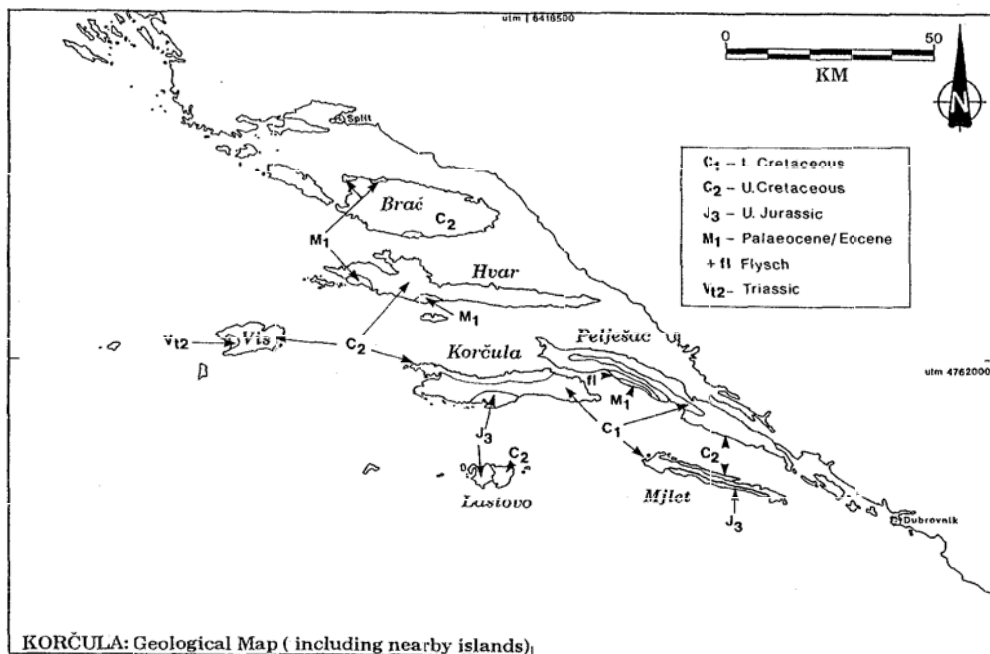 utm | 6416500
0 50
KM
N
Split
C1 – L Cretaceous
C2 – U. Cretaceous
J3 – U. Jurassic
M1 – Palaeocene/Eocene
+ fl Flysch
Vt2 – Triassic
Brač
C2
M1
Hvar
M1
Vt2
Vis
C2
Korčula
Pelješac
utm 4762000
fl
M1
C1
J3
C2
C2
Lastovo
Mljet
J3
Dubrovnik
KORČULA: Geological Map ( including nearby islands)